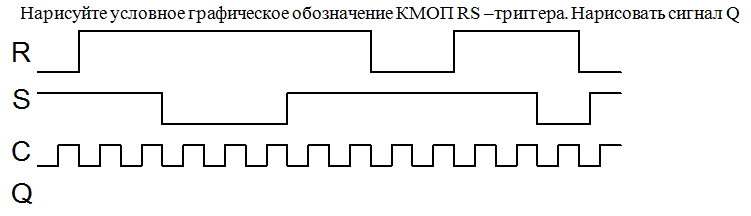 Нарисуйте условное графическое обозначение КМОП RS –триггера. Нарисовать сигнал Q
R
S
C
Q